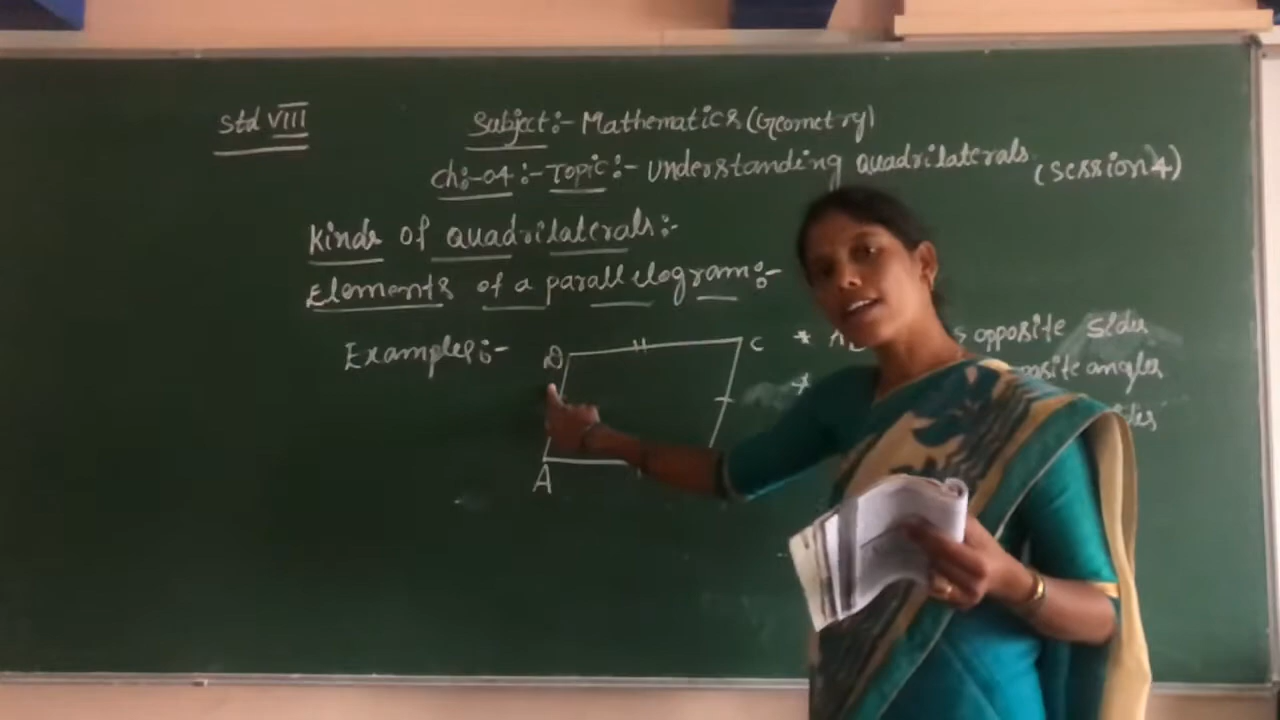 Std VIII
Subject:- Mathematics (Geometry)
Ch:-04:- Topic:- Understanding quadrilaterals (Session 4)
Kinds of quadrilaterals:-
Elements of a parallelogram:-
Examples:-
D
C
* opposite sides
* angles
A